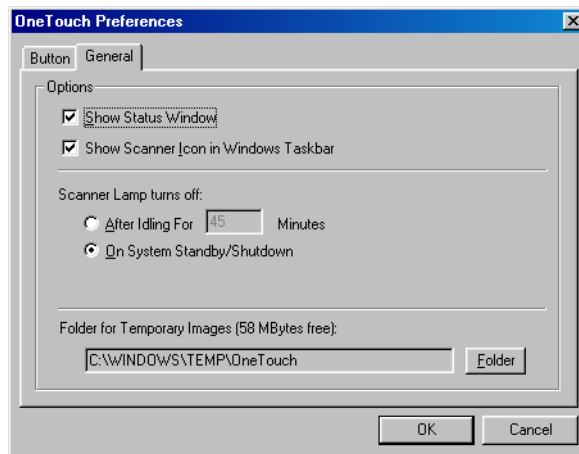 OneTouch Preferences
Button General
Options
Show Status Window
Show Scanner Icon in Windows Taskbar
Scanner Lamp turns off:
After Idling For 45 Minutes
On System Standby/Shutdown
Folder for Temporary Images (58 MBytes free):
C:\WINDOWS\TEMP\OneTouch Folder
OK Cancel